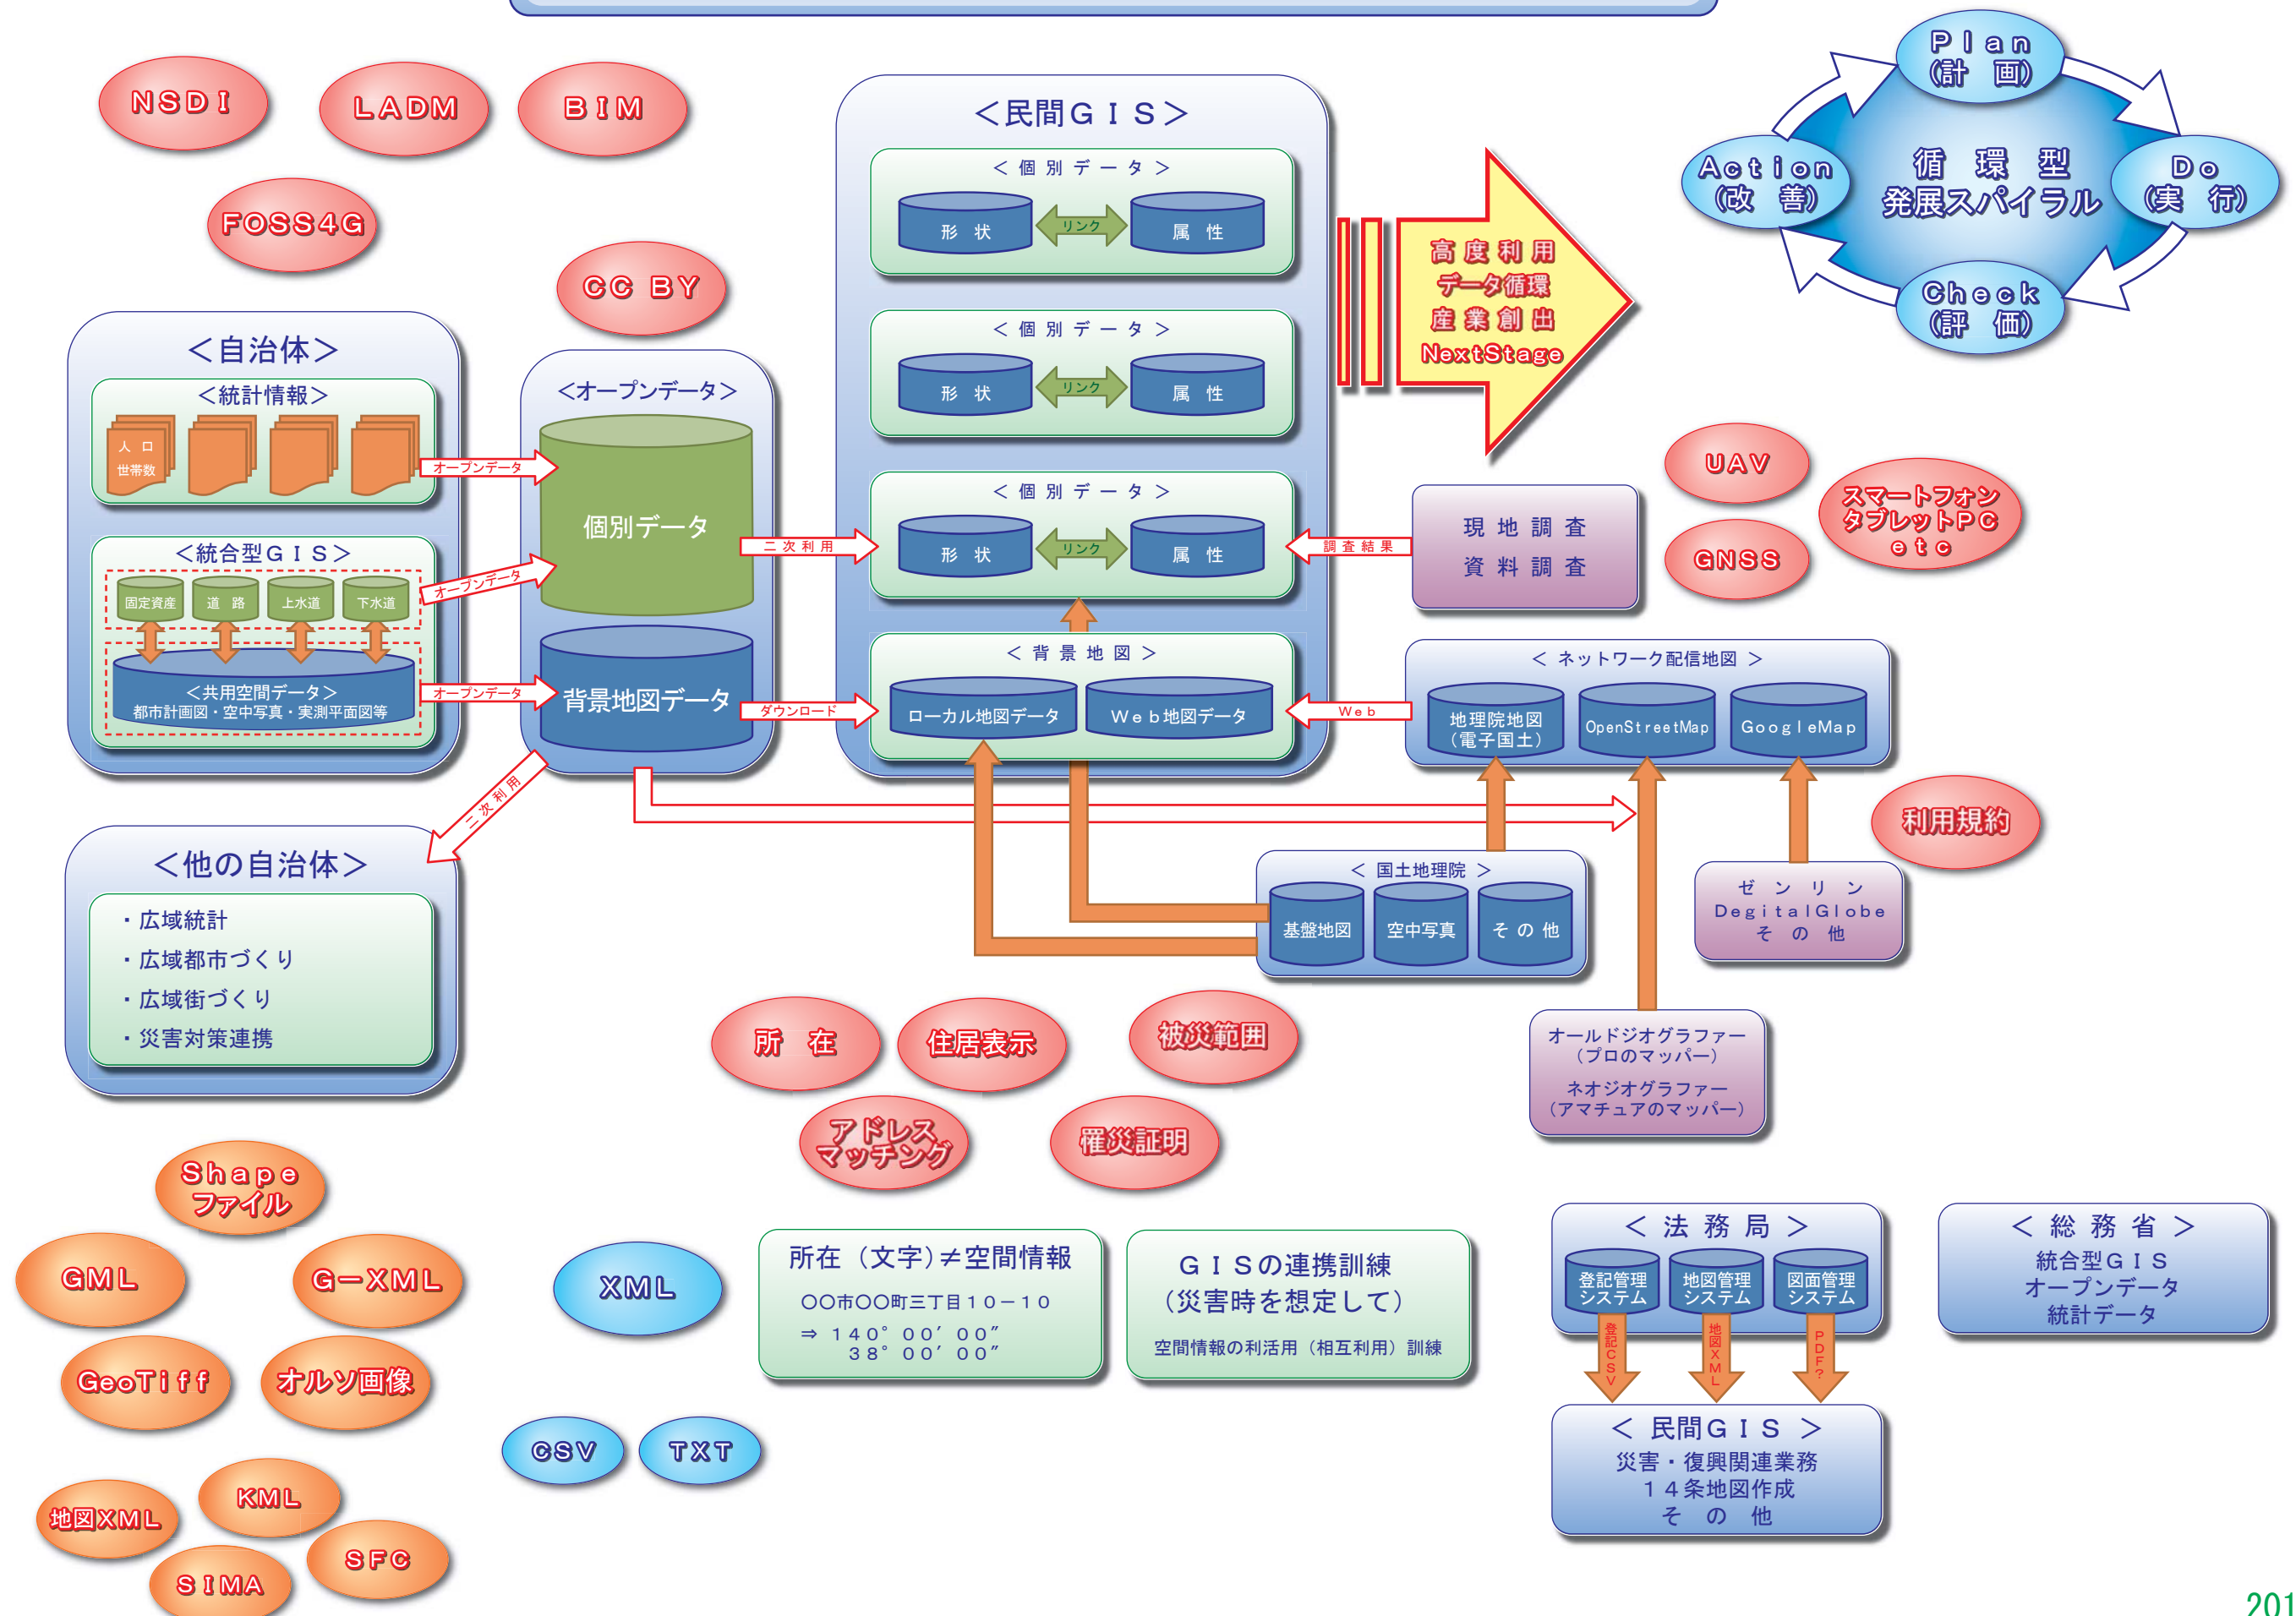 NSDI
LADM
BIM
FOSS4G
CC BY
Plan
(計 画)
Do
(実 行)
Check
(評 価)
Action
(改 善)
循 環 型
発展スパイラル
＜自治体＞
＜統計情報＞
人 口
世帯数
オープンデータ
＜統合型ＧＩＳ＞
固定資産
道 路
上水道
下水道
オープンデータ
＜共用空間データ＞
都市計画図・空中写真・実測平面図等
オープンデータ
＜オープンデータ＞
個別データ
背景地図データ
二次利用
ダウンロード
二次利用
＜民間ＧＩＳ＞
＜個別データ＞
形 状
リンク
属 性
＜個別データ＞
形 状
リンク
属 性
＜個別データ＞
形 状
リンク
属 性
＜背景地図＞
ローカル地図データ
Ｗｅｂ地図データ
高度利用
データ循環
産業創出
NextStage
調査結果
現地調査
資料調査
UAV
GNSS
スマートフォン
タブレットPC
etc
Web
＜ ネットワーク配信地図 ＞
地理院地図
（電子国土）
OpenStreetMap
GoogleMap
利用規約
＜ 国土地理院 ＞
基盤地図
空中写真
その他
ゼンリン
DegitalGlobe
その他
オールドジオグラファー
（プロのマッパー）
ネオジオグラファー
（アマチュアのマッパー）
＜他の自治体＞
・広域統計
・広域都市づくり
・広域街づくり
・災害対策連携
所 在
住居表示
被災範囲
アドレス
マッチング
罹災証明
Shape
ファイル
GML
G－XML
GeoTiff
オルソ画像
地図XML
KML
SIMA
SFC
XML
CSV
TXT
所在（文字）≠空間情報
〇〇市〇〇町三丁目１０－１０
⇒ １４０°００′００″
３８°００′００″
ＧＩＳの連携訓練
（災害時を想定して）
空間情報の利活用（相互利用）訓練
＜ 法務局 ＞
登記管理
システム
地図管理
システム
図面管理
システム
登記CSV
地図XML
PDF?
＜ 民間ＧＩＳ ＞
災害・復興関連業務
１４条地図作成
そ の 他
＜ 総務省 ＞
統合型ＧＩＳ
オープンデータ
統計データ
201